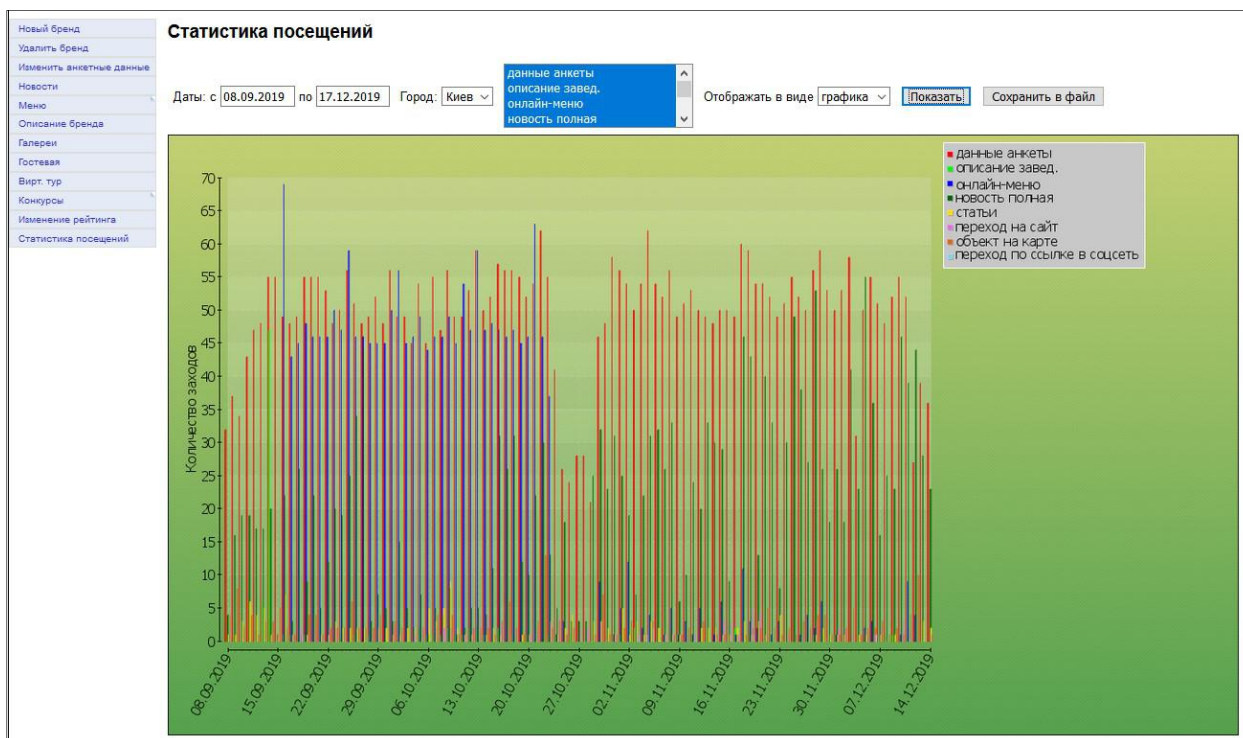 Новый бренд
Удалить бренд
Изменить анкетные данные
Новости
Меню
Описание бренда
Галереи
Гостевая
Вирт. тур
Конкурсы
Изменение рейтинга
Статистика посещений
Статистика посещений
данные анкеты
описание завед.
онлайн-меню
новость полная
Даты: с 08.09.2019 по 17.12.2019 Город: Киев Отображать в виде графика Показать Сохранить в файл
данные анкеты
описание завед.
онлайн-меню
новость полная
статьи
переход на сайт
объект на карте
переход по ссылке в соцсеть
Количество заходов
70
65
60
55
50
45
40
35
30
25
20
15
10
5
0
08.09.2019
15.09.2019
22.09.2019
29.09.2019
06.10.2019
13.10.2019
20.10.2019
27.10.2019
02.11.2019
09.11.2019
16.11.2019
23.11.2019
30.11.2019
07.12.2019
14.12.2019